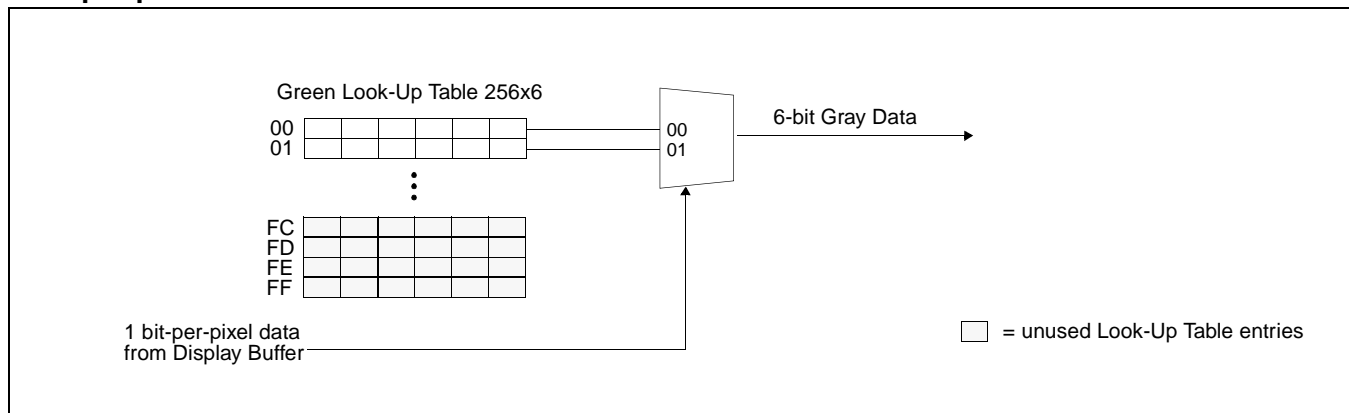 Green Look-Up Table 256x6
00
01
00
01
6-bit Gray Data
FC
FD
FE
FF
1 bit-per-pixel data
from Display Buffer
= unused Look-Up Table entries